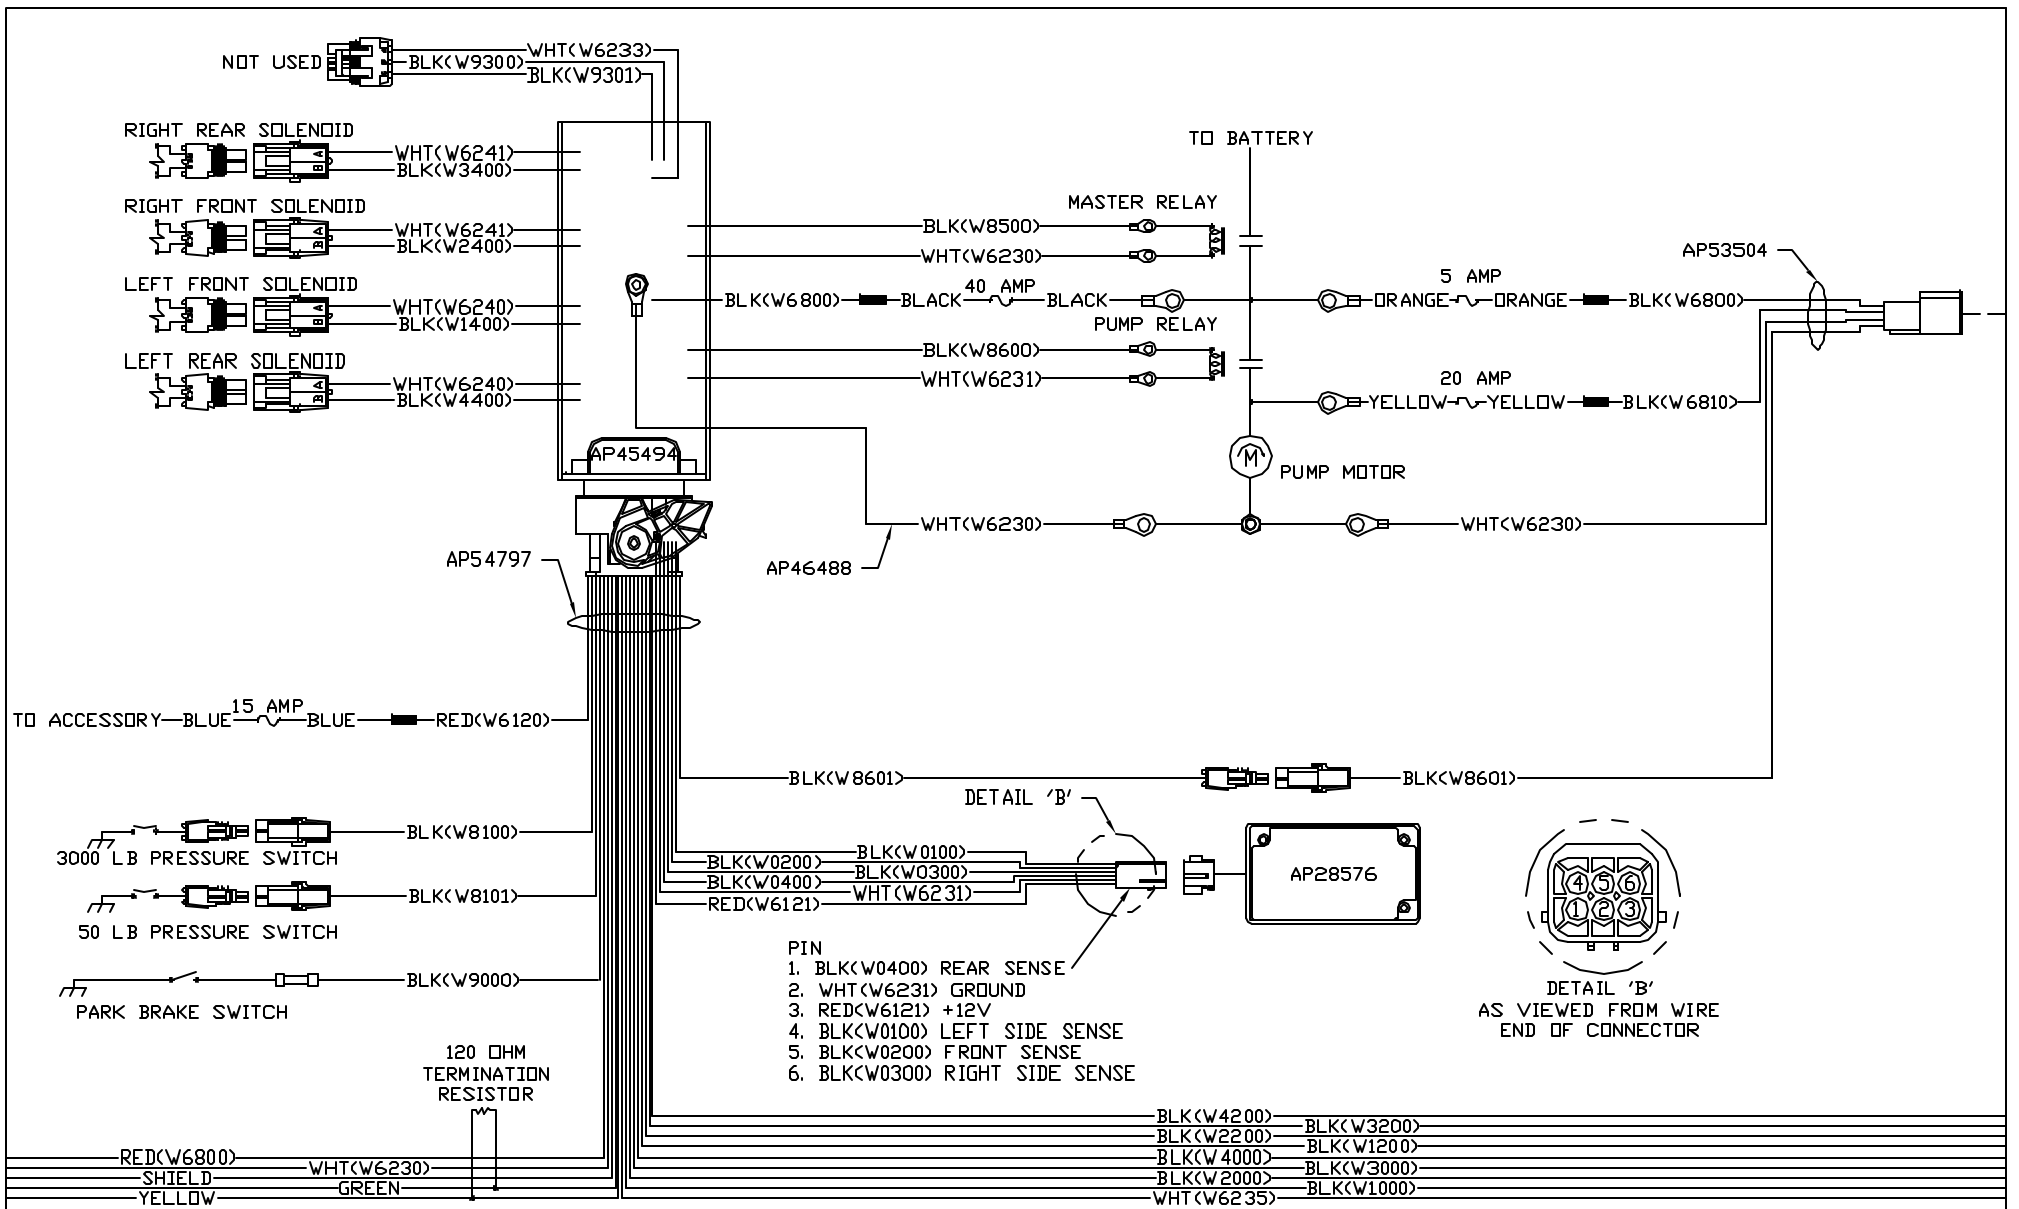 NOT USED
WHT(W6233)
BLK(W9300)
BLK(W9301)
RIGHT REAR SOLENOID
A
B
WHT(W6241)
BLK(W3400)
RIGHT FRONT SOLENOID
A
B
WHT(W6241)
BLK(W2400)
LEFT FRONT SOLENOID
A
B
WHT(W6240)
BLK(W1400)
LEFT REAR SOLENOID
A
B
WHT(W6240)
BLK(W4400)
AP45494
TO BATTERY
MASTER RELAY
BLK(W8500)
WHT(W6230)
BLK(W6800)
BLACK
40 AMP
BLACK
PUMP RELAY
BLK(W8600)
WHT(W6231)
5 AMP
ORANGE
ORANGE
BLK(W6800)
AP53504
20 AMP
YELLOW
YELLOW
BLK(W6810)
M
PUMP MOTOR
WHT(W6230)
WHT(W6230)
AP46488
AP54797
TO ACCESSORY
BLUE
15 AMP
BLUE
RED(W6120)
BLK(W8601)
BLK(W8601)
BLK(W8100)
3000 LB PRESSURE SWITCH
BLK(W8101)
50 LB PRESSURE SWITCH
BLK(W9000)
PARK BRAKE SWITCH
DETAIL 'B'
BLK(W0100)
BLK(W0200)
BLK(W0300)
BLK(W0400)
WHT(W6231)
RED(W6121)
AP28576
PIN
1. BLK(W0400) REAR SENSE
2. WHT(W6231) GROUND
3. RED(W6121) +12V
4. BLK(W0100) LEFT SIDE SENSE
5. BLK(W0200) FRONT SENSE
6. BLK(W0300) RIGHT SIDE SENSE
4 5 6
1 2 3
DETAIL 'B'
AS VIEWED FROM WIRE
END OF CONNECTOR
120 OHM
TERMINATION
RESISTOR
RED(W6800)
WHT(W6230)
SHIELD
GREEN
YELLOW
BLK(W4200)
BLK(W3200)
BLK(W2200)
BLK(W1200)
BLK(W4000)
BLK(W3000)
BLK(W2000)
BLK(W1000)
WHT(W6235)